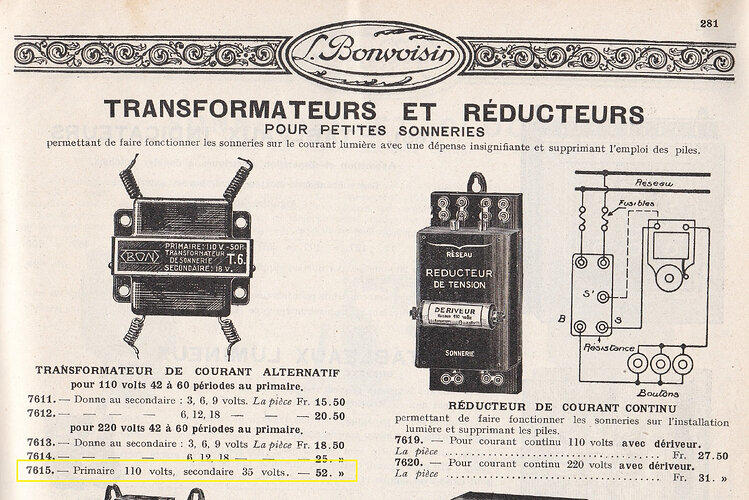 281
L. Bonvoisin
TRANSFORMATEURS ET RÉDUCTEURS
POUR PETITES SONNERIES
permettant de faire fonctionner les sonneries sur le courant lumière avec une dépense insignifiante et supprimant l'emploi des piles.
BON
PRIMAIRE: 110 V.-50P.
TRANSFORMATEUR
DE SONNERIE
SECONDAIRE: 18 V.
T.6.
TRANSFORMATEUR DE COURANT ALTERNATIF
pour 110 volts 42 à 60 périodes au primaire.
7611. — Donne au secondaire : 3, 6, 9 volts. La pièce Fr. 15.50
7612. — — — — 6, 12, 18 — — — 20.50
pour 220 volts 42 à 60 périodes au primaire.
7613. — Donne au secondaire : 3, 6, 9 volts. La pièce Fr. 18.50
7614. — — — — 6, 12, 18 — — — 25. »
7615. — Primaire 110 volts, secondaire 35 volts. — 52. »
RÉSEAU
RÉDUCTEUR
DE TENSION
DÉRIVEUR
SONNERIE
Réseau
Fusibles
S'
B
S
Résistance
Boutons
RÉDUCTEUR DE COURANT CONTINU
permettant de faire fonctionner les sonneries sur l'installation
lumière et supprimant les piles.
7619. — Pour courant continu 110 volts avec dériveur.
La pièce Fr. 27.50
7620. — Pour courant continu 220 volts avec dériveur.
La pièce Fr. 31. »